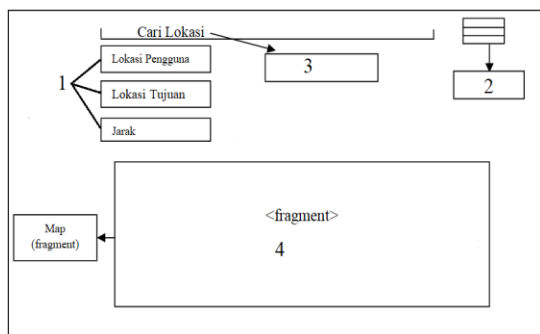 Cari Lokasi
Lokasi Pengguna
1
3
2
Lokasi Tujuan
Jarak
<fragment>
Map
(fragment)
4